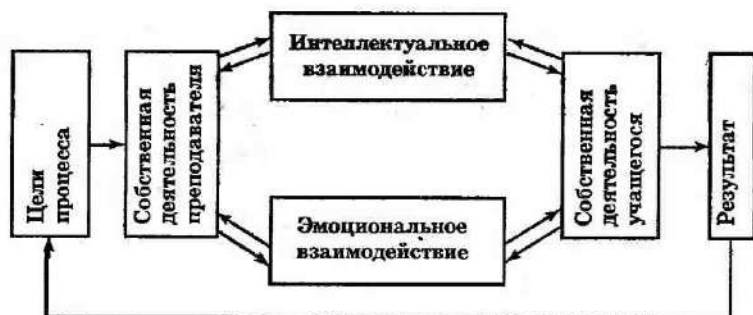 Цели
процесса
Собственная
деятельность
преподавателя
Интеллектуальное
взаимодействие
Эмоциональное
взаимодействие
Собственная
деятельность
учащегося
Результат